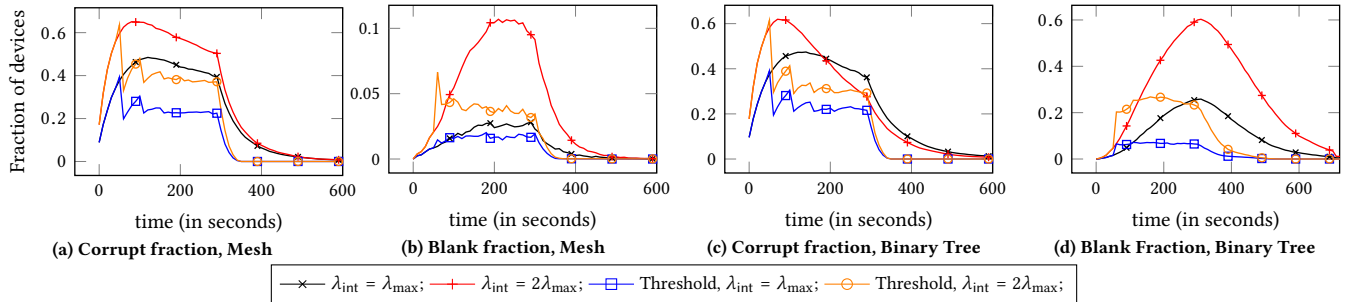 Fraction of devices
0.6
0.4
0.2
0
0 200 400 600
time (in seconds)
(a) Corrupt fraction, Mesh
0.1
0.05
0
0 200 400 600
time (in seconds)
(b) Blank fraction, Mesh
0.6
0.4
0.2
0
0 200 400 600
time (in seconds)
(c) Corrupt fraction, Binary Tree
0.6
0.4
0.2
0
0 200 400 600
time (in seconds)
(d) Blank Fraction, Binary Tree
λint = λmax; λint = 2λmax; Threshold, λint = λmax; Threshold, λint = 2λmax;